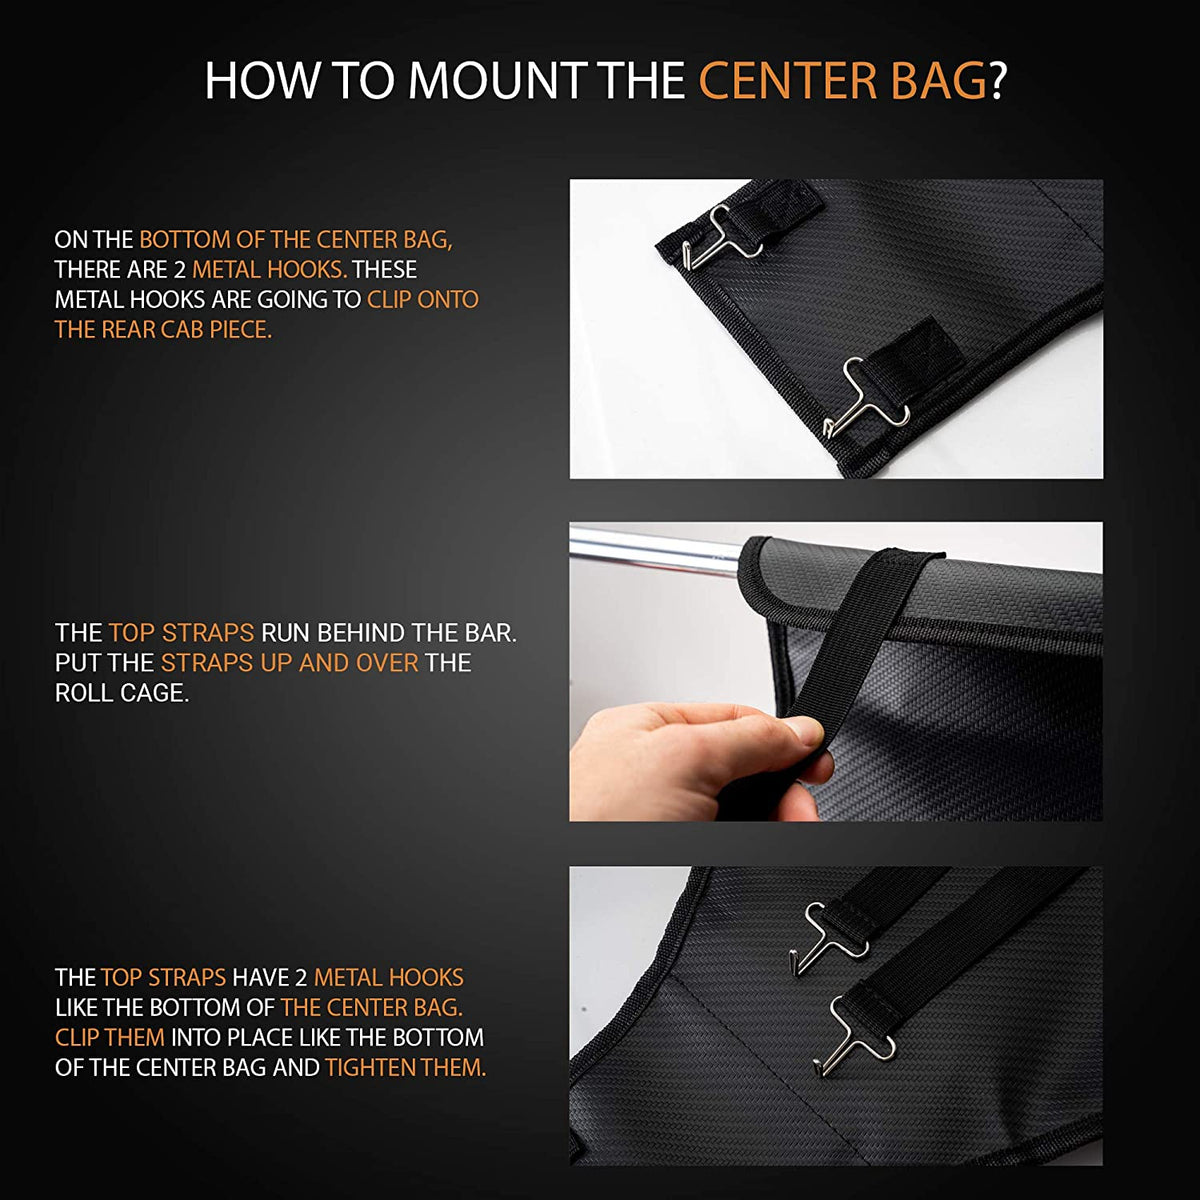 HOW TO MOUNT THE CENTER BAG?
ON THE BOTTOM OF THE CENTER BAG,
THERE ARE 2 METAL HOOKS. THESE
METAL HOOKS ARE GOING TO CLIP ONTO
THE REAR CAB PIECE.
THE TOP STRAPS RUN BEHIND THE BAR.
PUT THE STRAPS UP AND OVER THE
ROLL CAGE.
THE TOP STRAPS HAVE 2 METAL HOOKS
LIKE THE BOTTOM OF THE CENTER BAG.
CLIP THEM INTO PLACE LIKE THE BOTTOM
OF THE CENTER BAG AND TIGHTEN THEM.